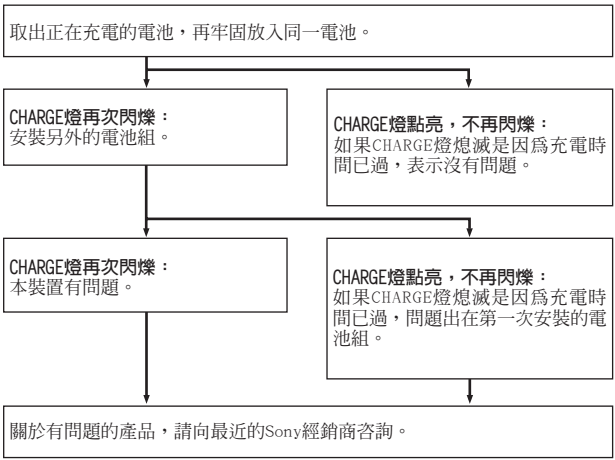 取出正在充電的電池，再牢固放入同一電池。
CHARGE燈再次閃爍：
安裝另外的電池組。
CHARGE燈點亮，不再閃爍：
如果CHARGE燈熄滅是因爲充電時
間已過，表示沒有問題。
CHARGE燈再次閃爍：
本裝置有問題。
CHARGE燈點亮，不再閃爍：
如果CHARGE燈熄滅是因爲充電時
間已過，問題出在第一次安裝的電
池組。
關於有問題的產品，請向最近的Sony經銷商咨詢。